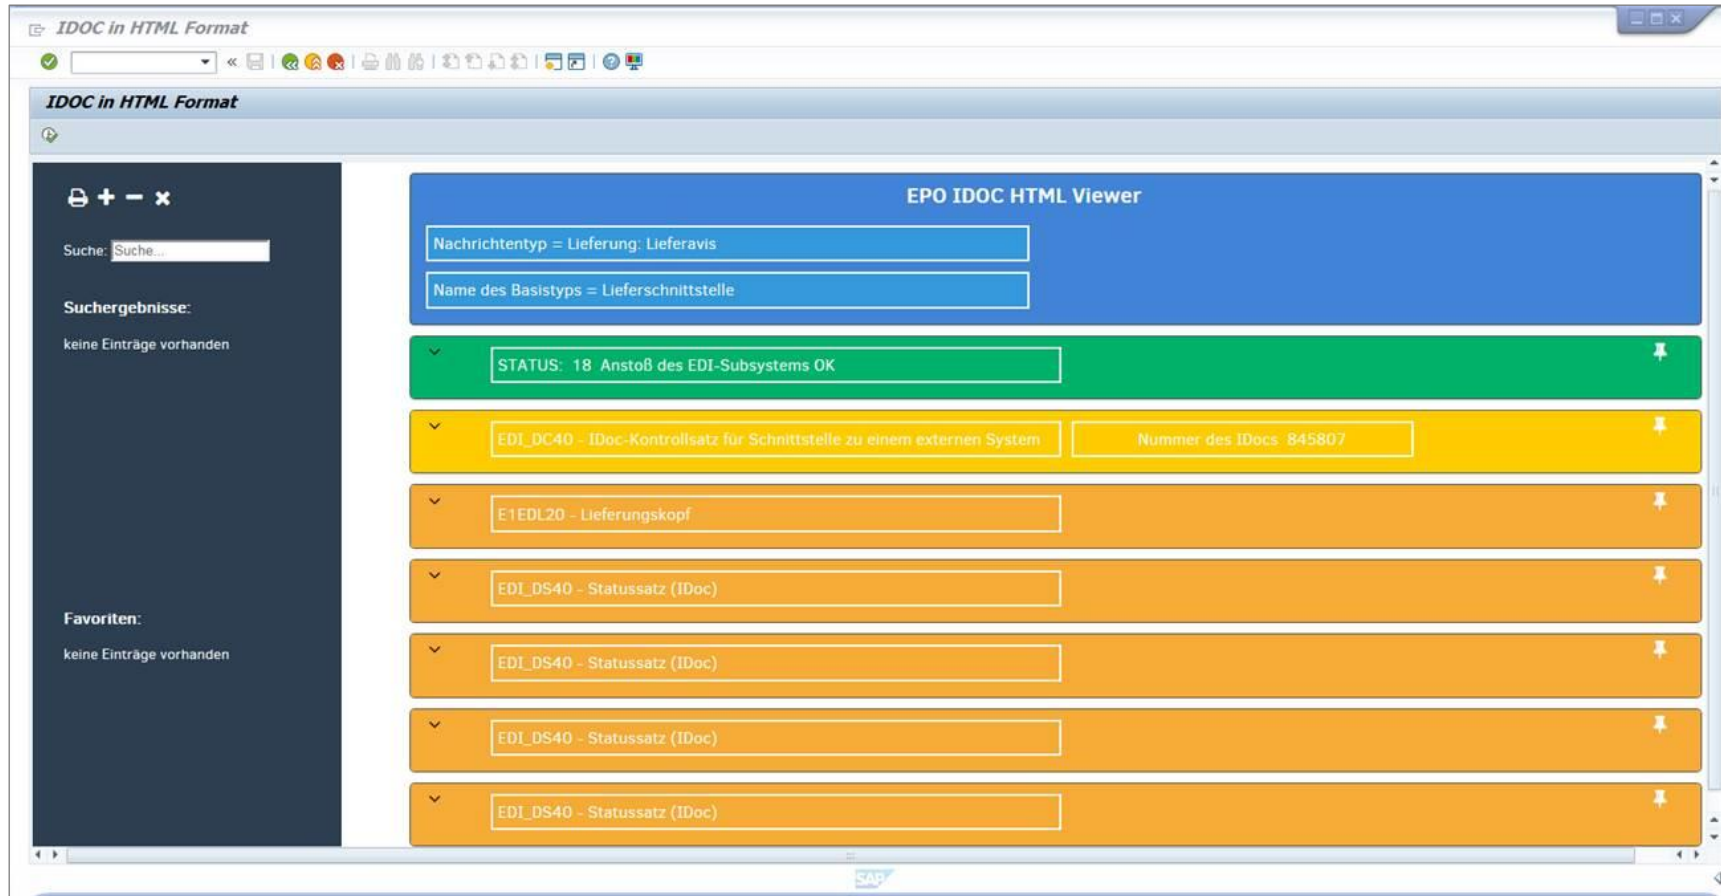 IDOC in HTML Format
IDOC in HTML Format
EPO IDOC HTML Viewer
Suche: Suche...
Nachrichtentyp = Lieferung: Lieferavis
Name des Basistyps = Lieferschnittstelle
Suchergebnisse:
keine Einträge vorhanden
STATUS: 18 Anstoß des EDI-Subsystems OK
EDI_DC40 - IDoc-Kontrollsatz für Schnittstelle zu einem externen System
Nummer des IDocs 845807
E1EDL20 - Lieferungskopf
EDI_DS40 - Statussatz (IDoc)
Favoriten:
keine Einträge vorhanden
EDI_DS40 - Statussatz (IDoc)
EDI_DS40 - Statussatz (IDoc)
EDI_DS40 - Statussatz (IDoc)
SAP